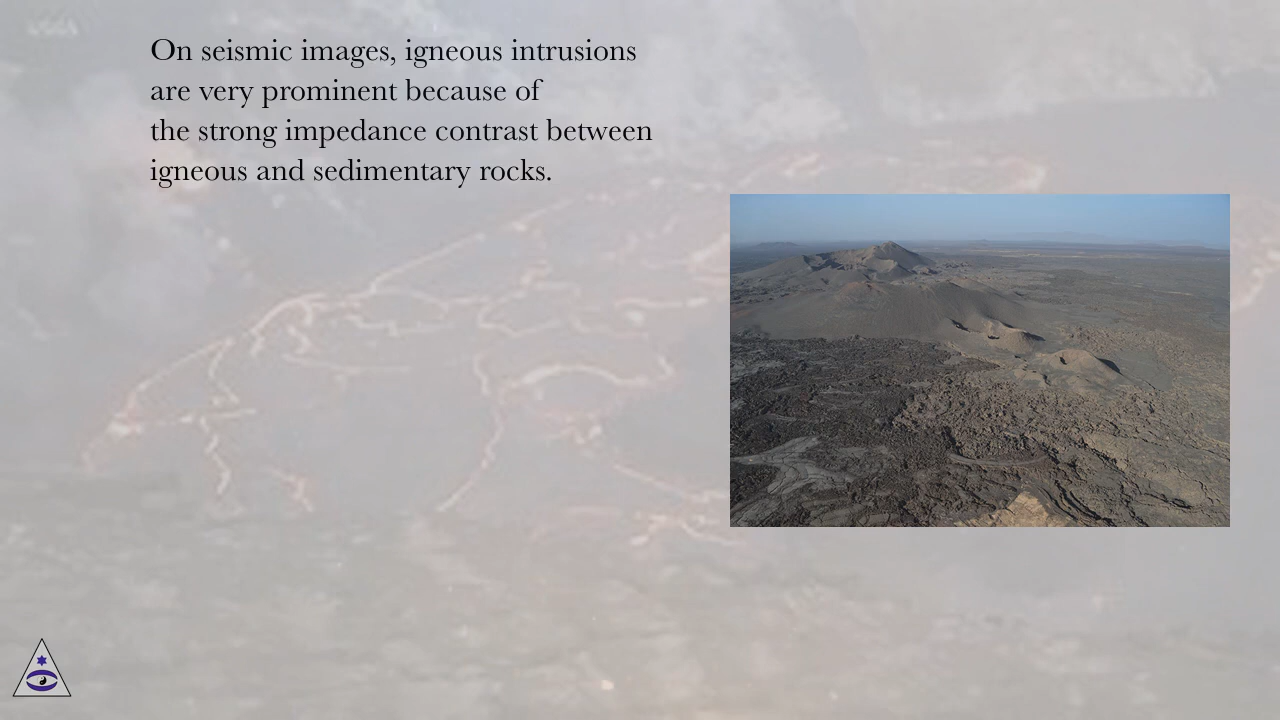 On seismic images, igneous intrusions
are very prominent because of
the strong impedance contrast between
igneous and sedimentary rocks.